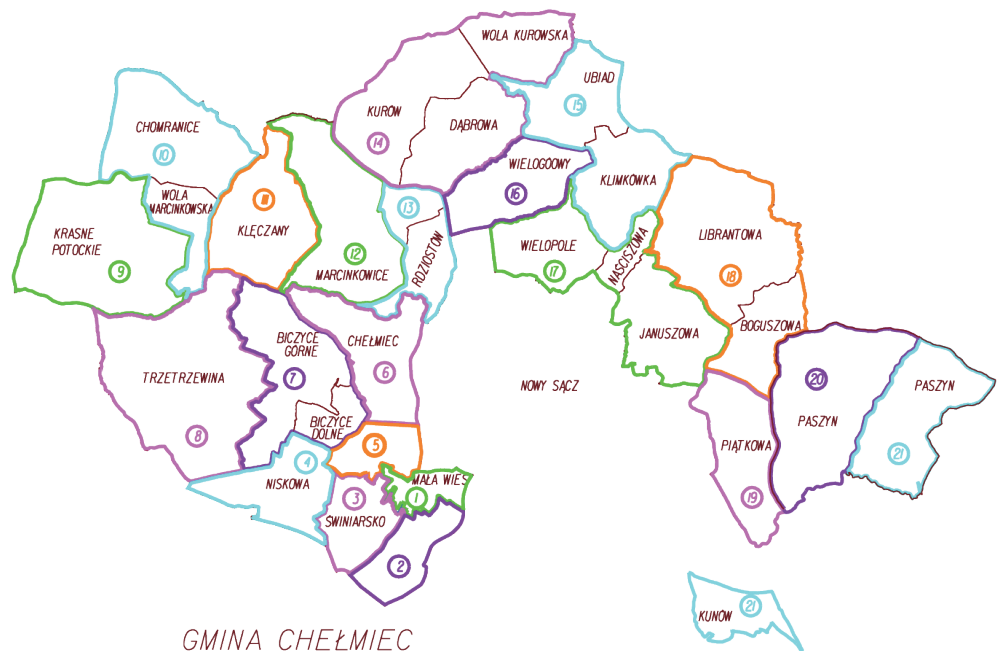 WOLA KUROWSKA
UBIAD
15
KURÓW
14
DĄBROWA
CHOMRANICE
10
WIELOGŁOWY
16
KLIMKÓWKA
WOLA
MARCINKOWSKA
11
KLĘCZANY
13
KRASNE
POTOCKIE
9
12
MARCINKOWICE
RDZIOSTÓW
WIELOPOLE
17
NAŚCISZOWA
LIBRANTOWA
18
BOGUSZOWA
JANUSZOWA
BICZYCE
GÓRNE
7
CHEŁMIEC
6
TRZETRZEWINA
8
NOWY SĄCZ
20
PASZYN
PASZYN
21
BICZYCE
DOLNE
5
PIĄTKOWA
19
4
NISKOWA
MAŁA WIEŚ
1
3
ŚWINIARSKO
2
KUNÓW
21
GMINA CHEŁMIEC